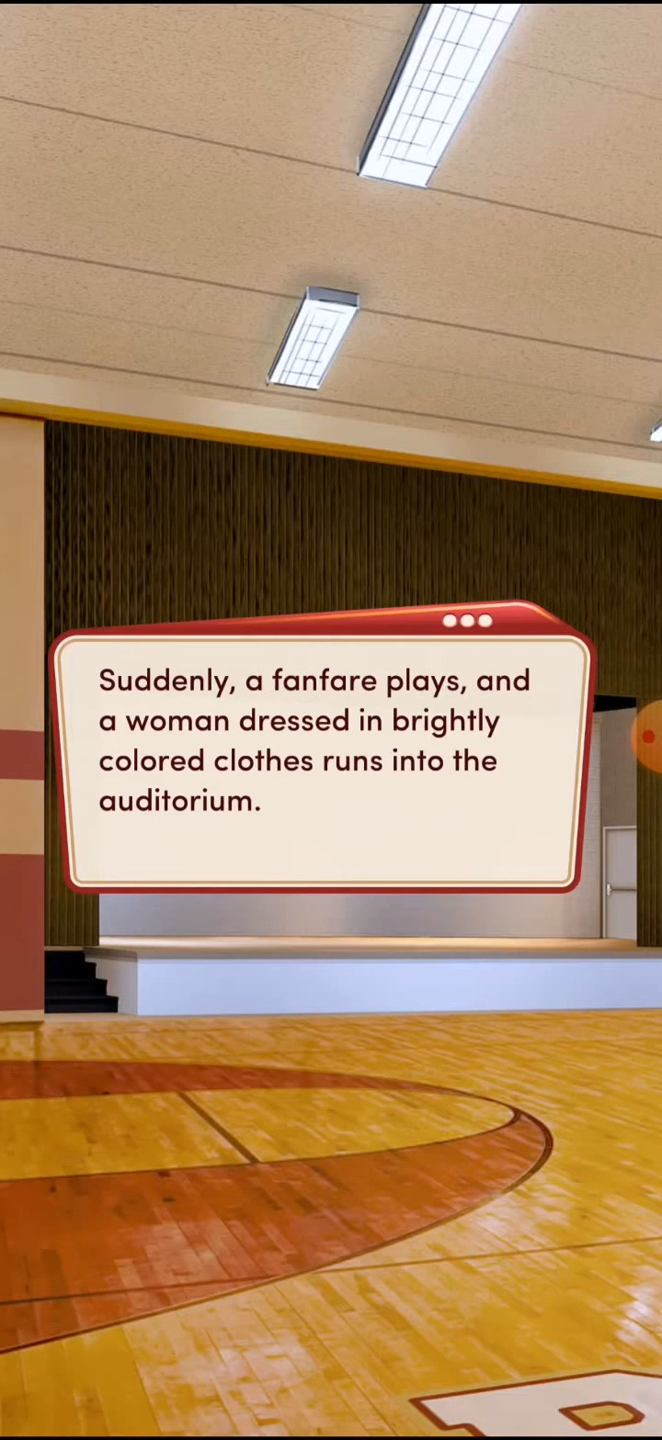 Suddenly, a fanfare plays, and
a woman dressed in brightly
colored clothes runs into the
auditorium.